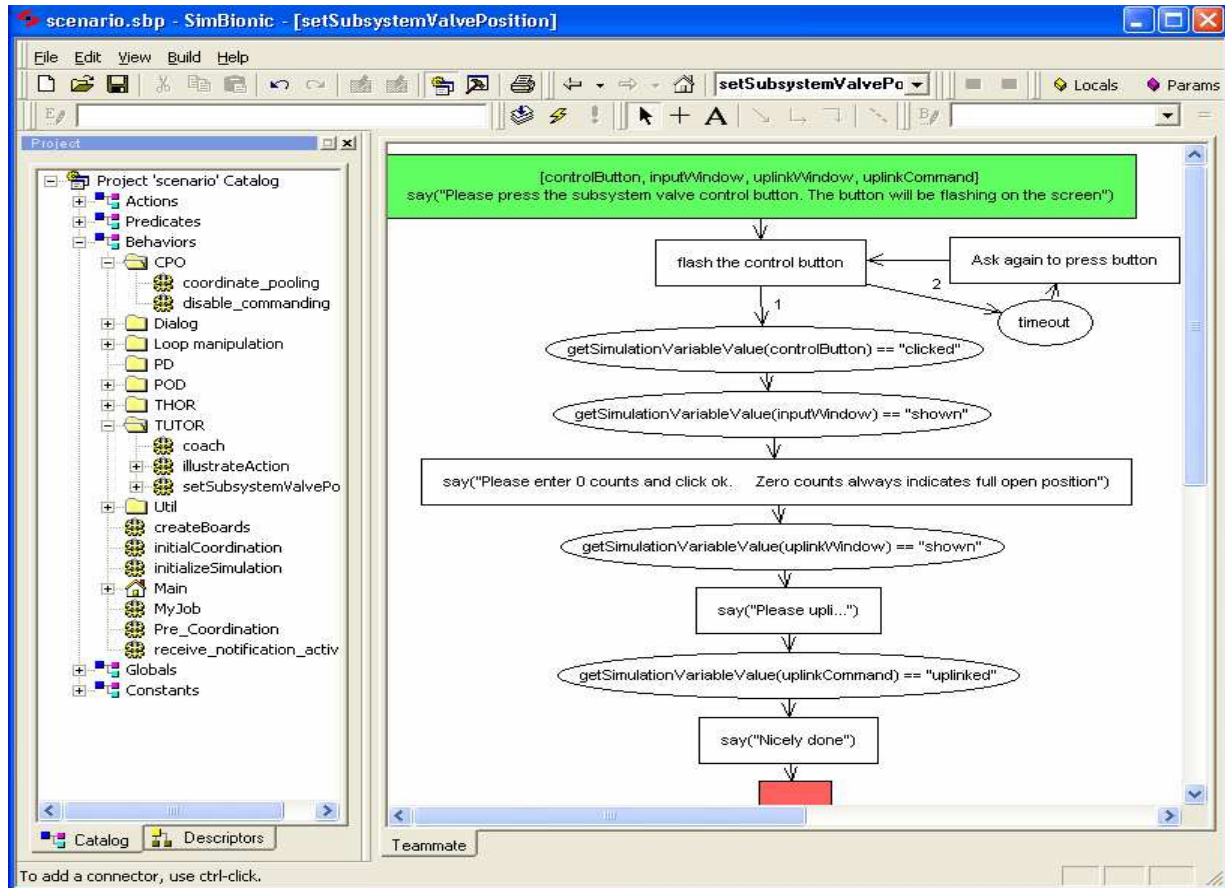 scenario.sbp - SimBionic - [setSubsystemValvePosition]
File Edit View Build Help
setSubsystemValvePo
Locals
Params
E
B
=
Project
Project 'scenario' Catalog
Actions
Predicates
Behaviors
CPO
coordinate_pooling
disable_commanding
Dialog
Loop manipulation
PD
POD
THOR
TUTOR
coach
illustrateAction
setSubsystemValvePo
Util
createBoards
initialCoordination
initializeSimulation
Main
MyJob
Pre_Coordination
receive_notification_activ
Globals
Constants
Catalog
Descriptors
[controlButton, inputWindow, uplinkWindow, uplinkCommand]
say("Please press the subsystem valve control button. The button will be flashing on the screen")
flash the control button
Ask again to press button
2
1
timeout
getSimulationVariableValue(controlButton) == "clicked"
getSimulationVariableValue(inputWindow) == "shown"
say("Please enter 0 counts and click ok. Zero counts always indicates full open position")
getSimulationVariableValue(uplinkWindow) == "shown"
say("Please upli...")
getSimulationVariableValue(uplinkCommand) == "uplinked"
say("Nicely done")
Teammate
To add a connector, use ctrl-click.